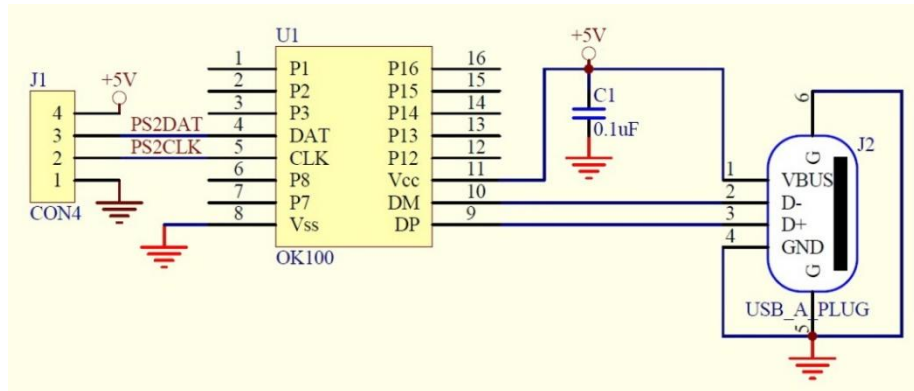 U1
+5V
1 P1 P16 16
2 P2 P15 15
3 P3 P14 14
4 DAT P13 13
5 CLK P12 12
6 P8 Vcc 11
7 P7 DM 10
8 Vss DP 9
OK100
J1
+5V
4
3 PS2DAT
2 PS2CLK
1
CON4
C1
0.1uF
6
J2
G
1 VBUS
2 D-
3 D+
4 GND
G
USB_A_PLUG
5